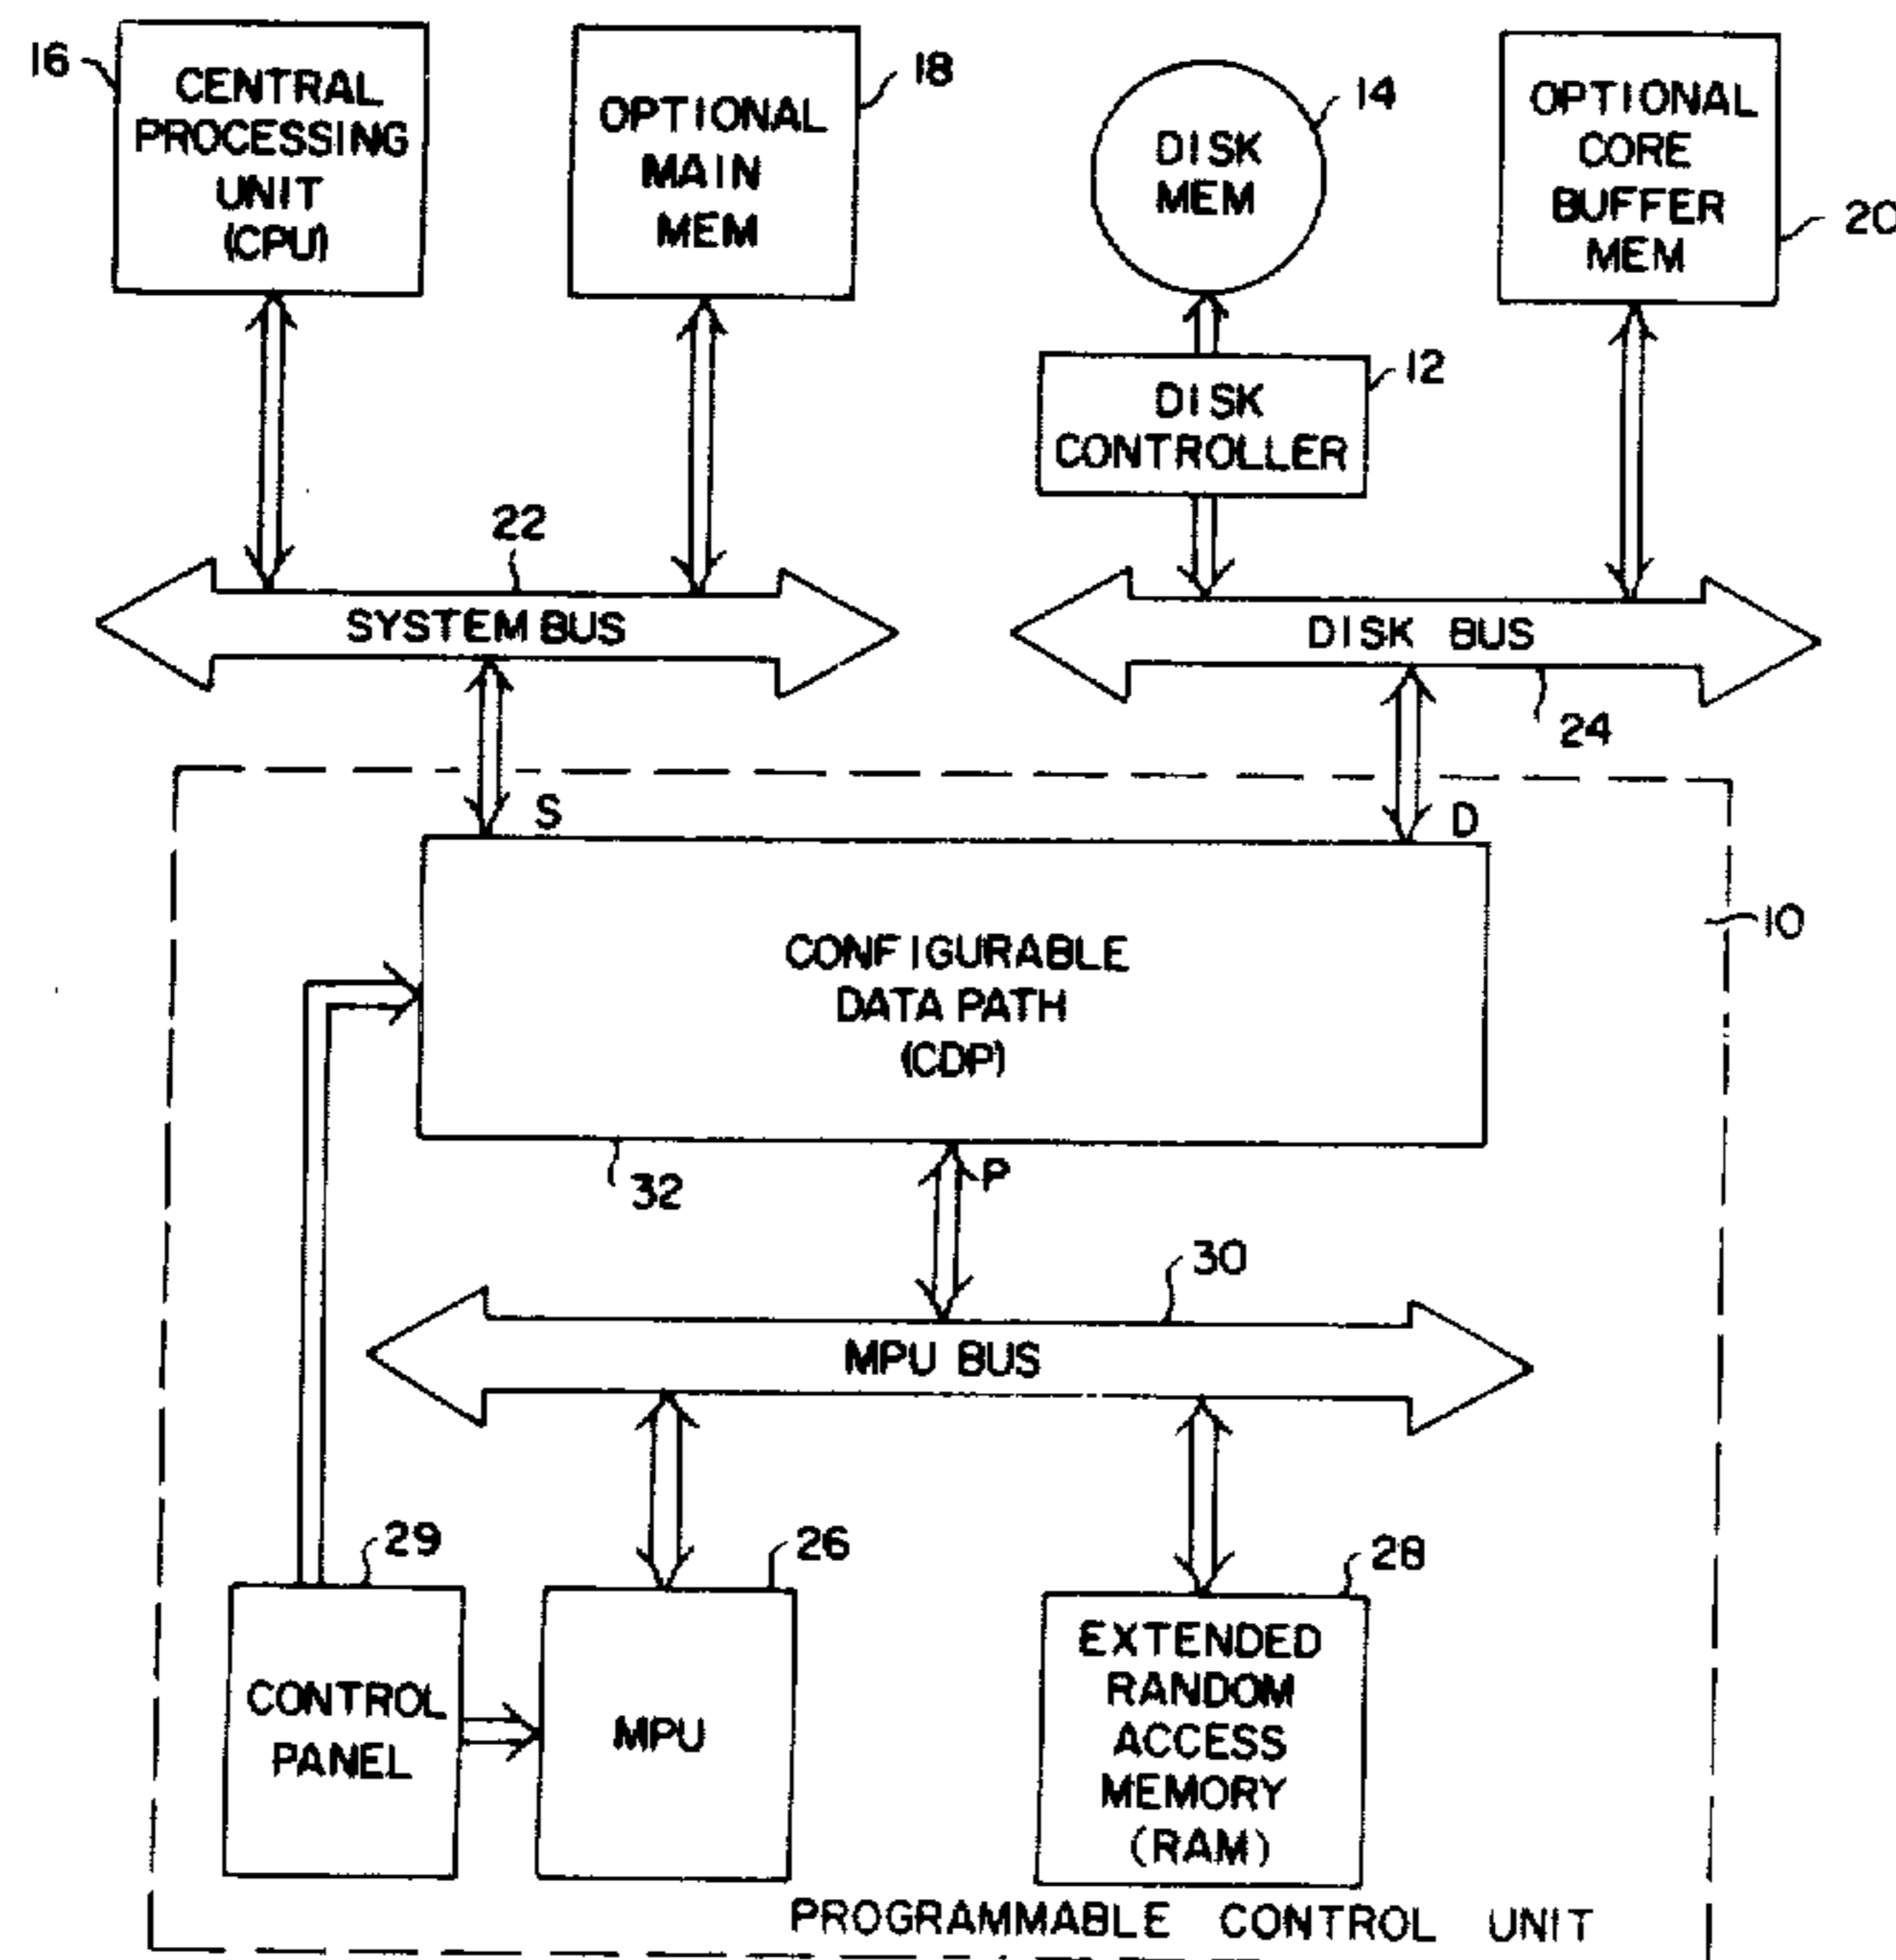 16
CENTRAL
PROCESSING
UNIT
(CPU)
18
OPTIONAL
MAIN
MEM
14
DISK
MEM
OPTIONAL
CORE
BUFFER
MEM
20
12
DISK
CONTROLLER
22
SYSTEM BUS
DISK BUS
24
S
D
10
CONFIGURABLE
DATA PATH
(CDP)
32
P
30
MPU BUS
29
26
28
CONTROL
PANEL
MPU
EXTENDED
RANDOM
ACCESS
MEMORY
(RAM)
PROGRAMMABLE CONTROL UNIT